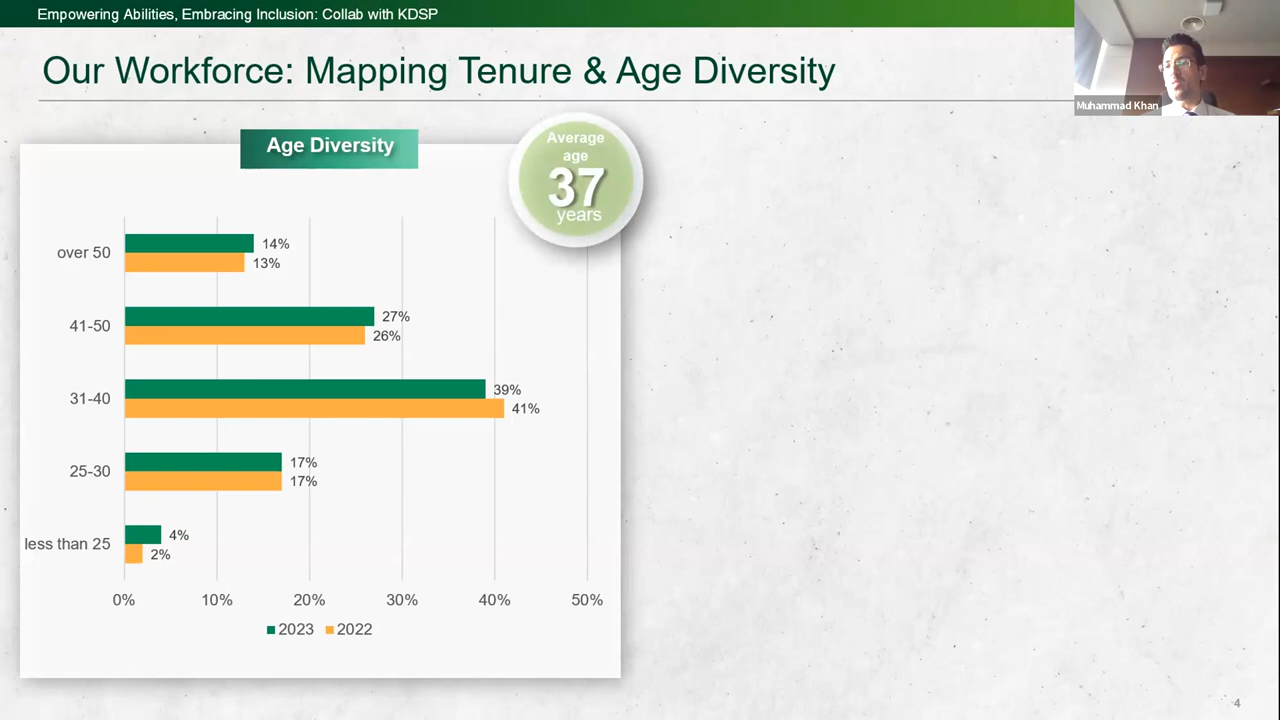 Empowering Abilities, Embracing Inclusion: Collab with KDSP
Our Workforce: Mapping Tenure & Age Diversity
Muhammad Khan
Age Diversity
Average
age
37
years
over 50
14%
13%
41-50
27%
26%
31-40
39%
41%
25-30
17%
17%
less than 25
4%
2%
0% 10% 20% 30% 40% 50%
2023 2022
4